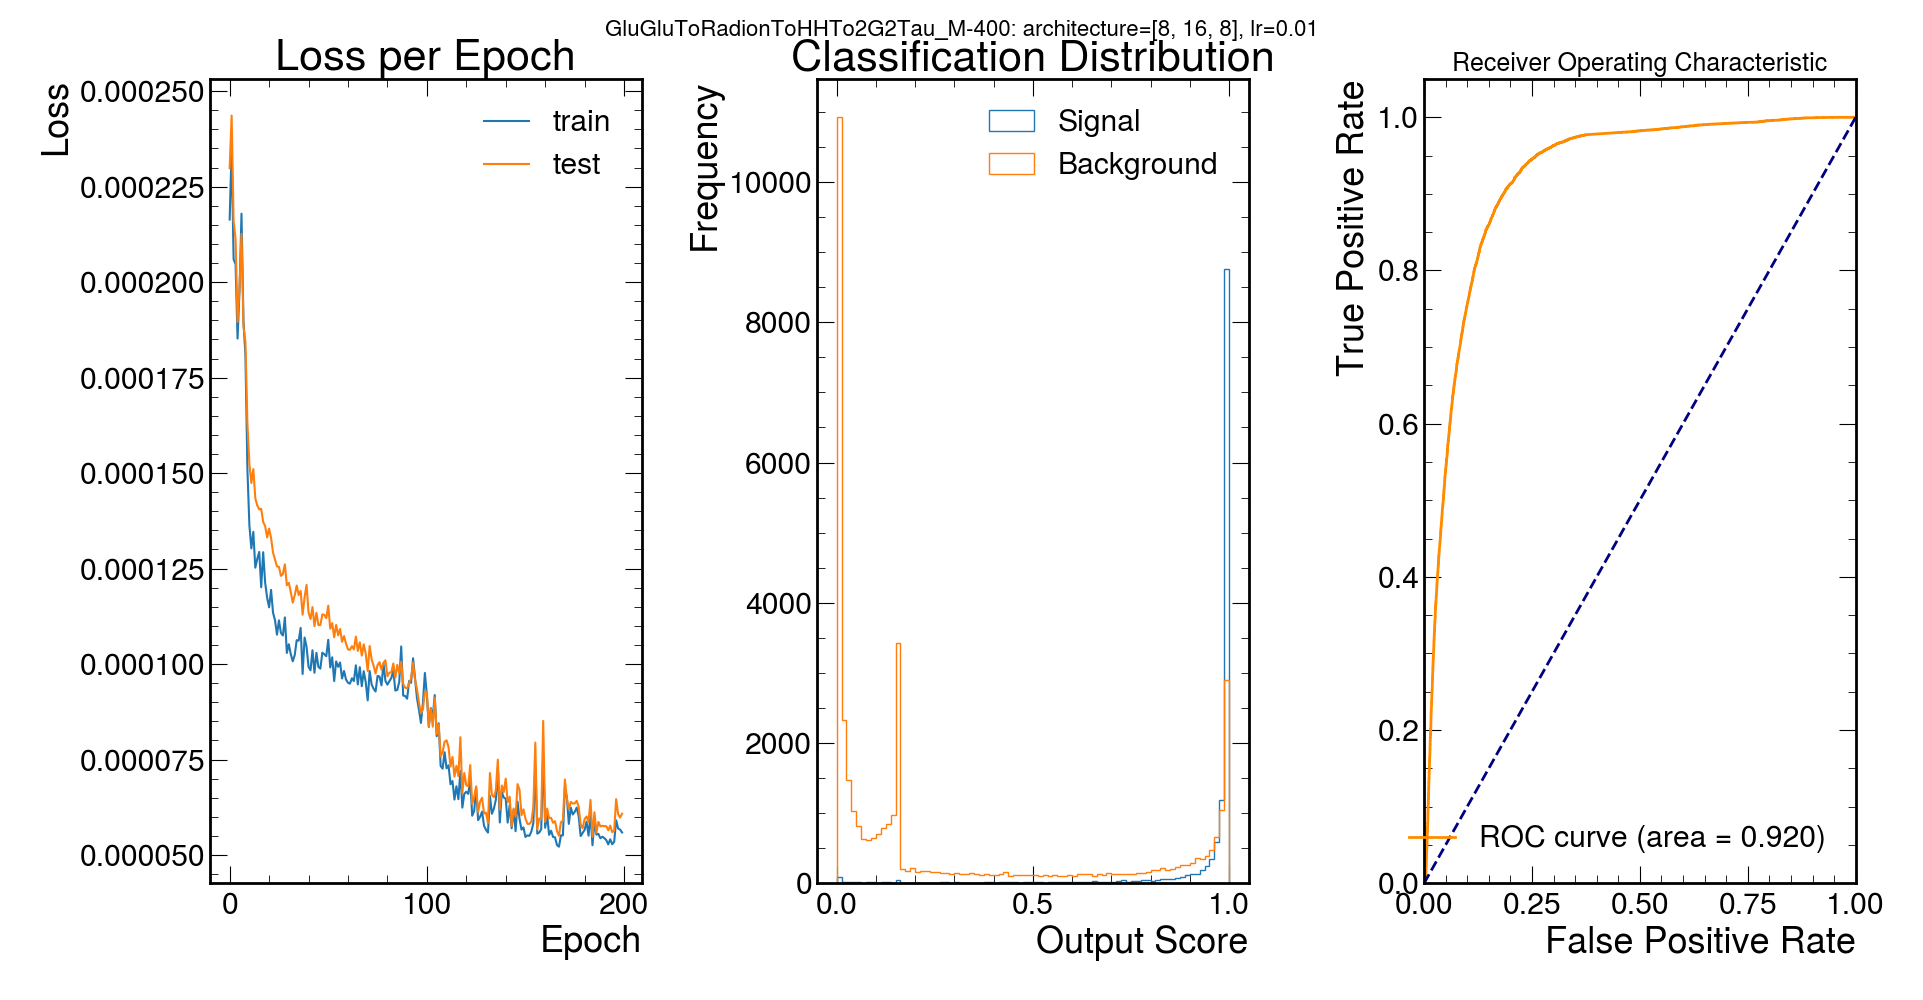 GluGluToRadionToHHTo2G2Tau_M-400: architecture=[8, 16, 8], lr=0.01
Loss per Epoch
Loss
0.000250
0.000225
0.000200
0.000175
0.000150
0.000125
0.000100
0.000075
0.000050
train
test
0 100 200
Epoch
Classification Distribution
Frequency
10000
8000
6000
4000
2000
0
Signal
Background
0.0 0.5 1.0
Output Score
Receiver Operating Characteristic
True Positive Rate
1.0
0.8
0.6
0.4
0.2
0.0
ROC curve (area = 0.920)
0.00 0.25 0.50 0.75 1.00
False Positive Rate